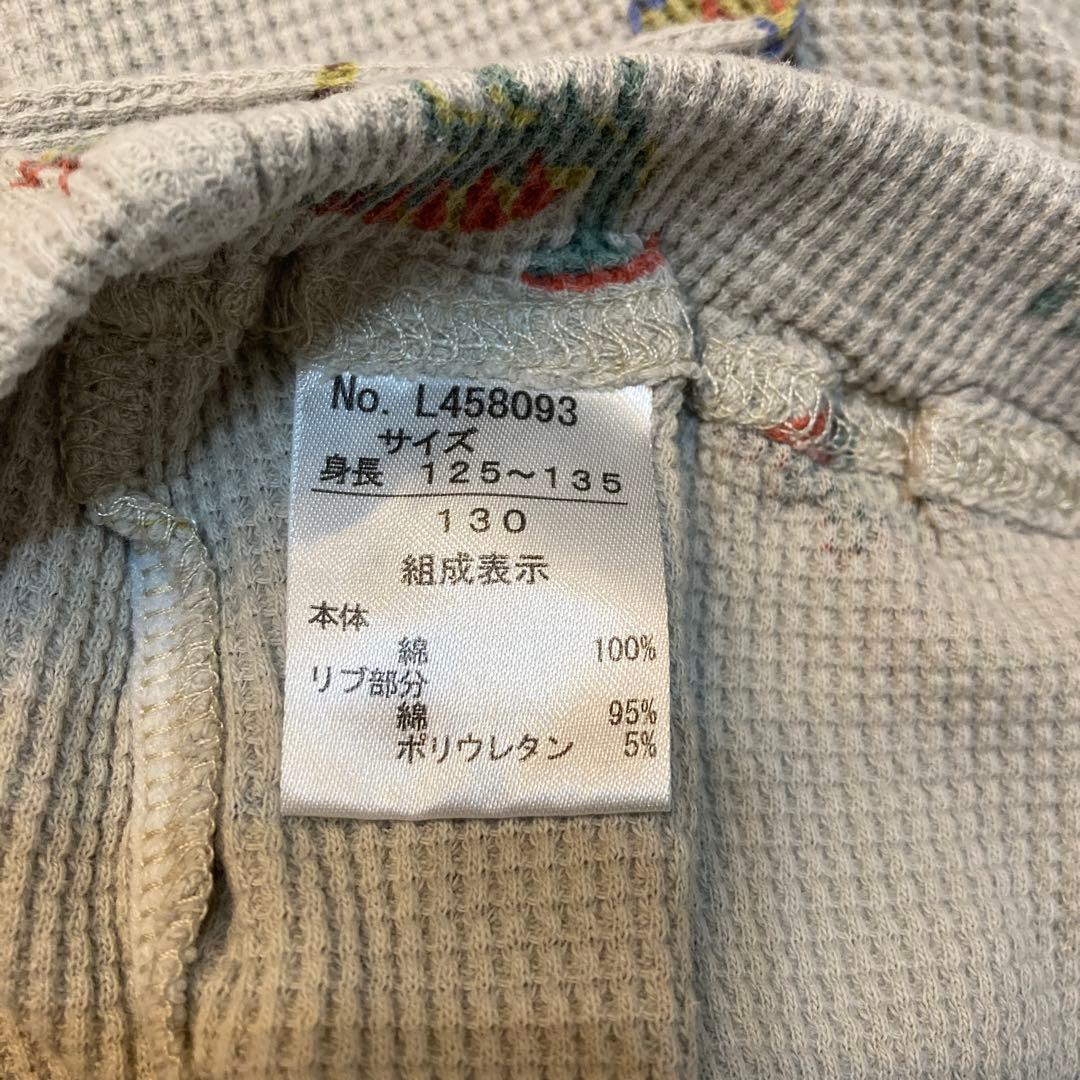 No. L458093
サイズ
身長 125～135
130
組成表示
本体
綿 100%
リブ部分
綿 95%
ポリウレタン 5%